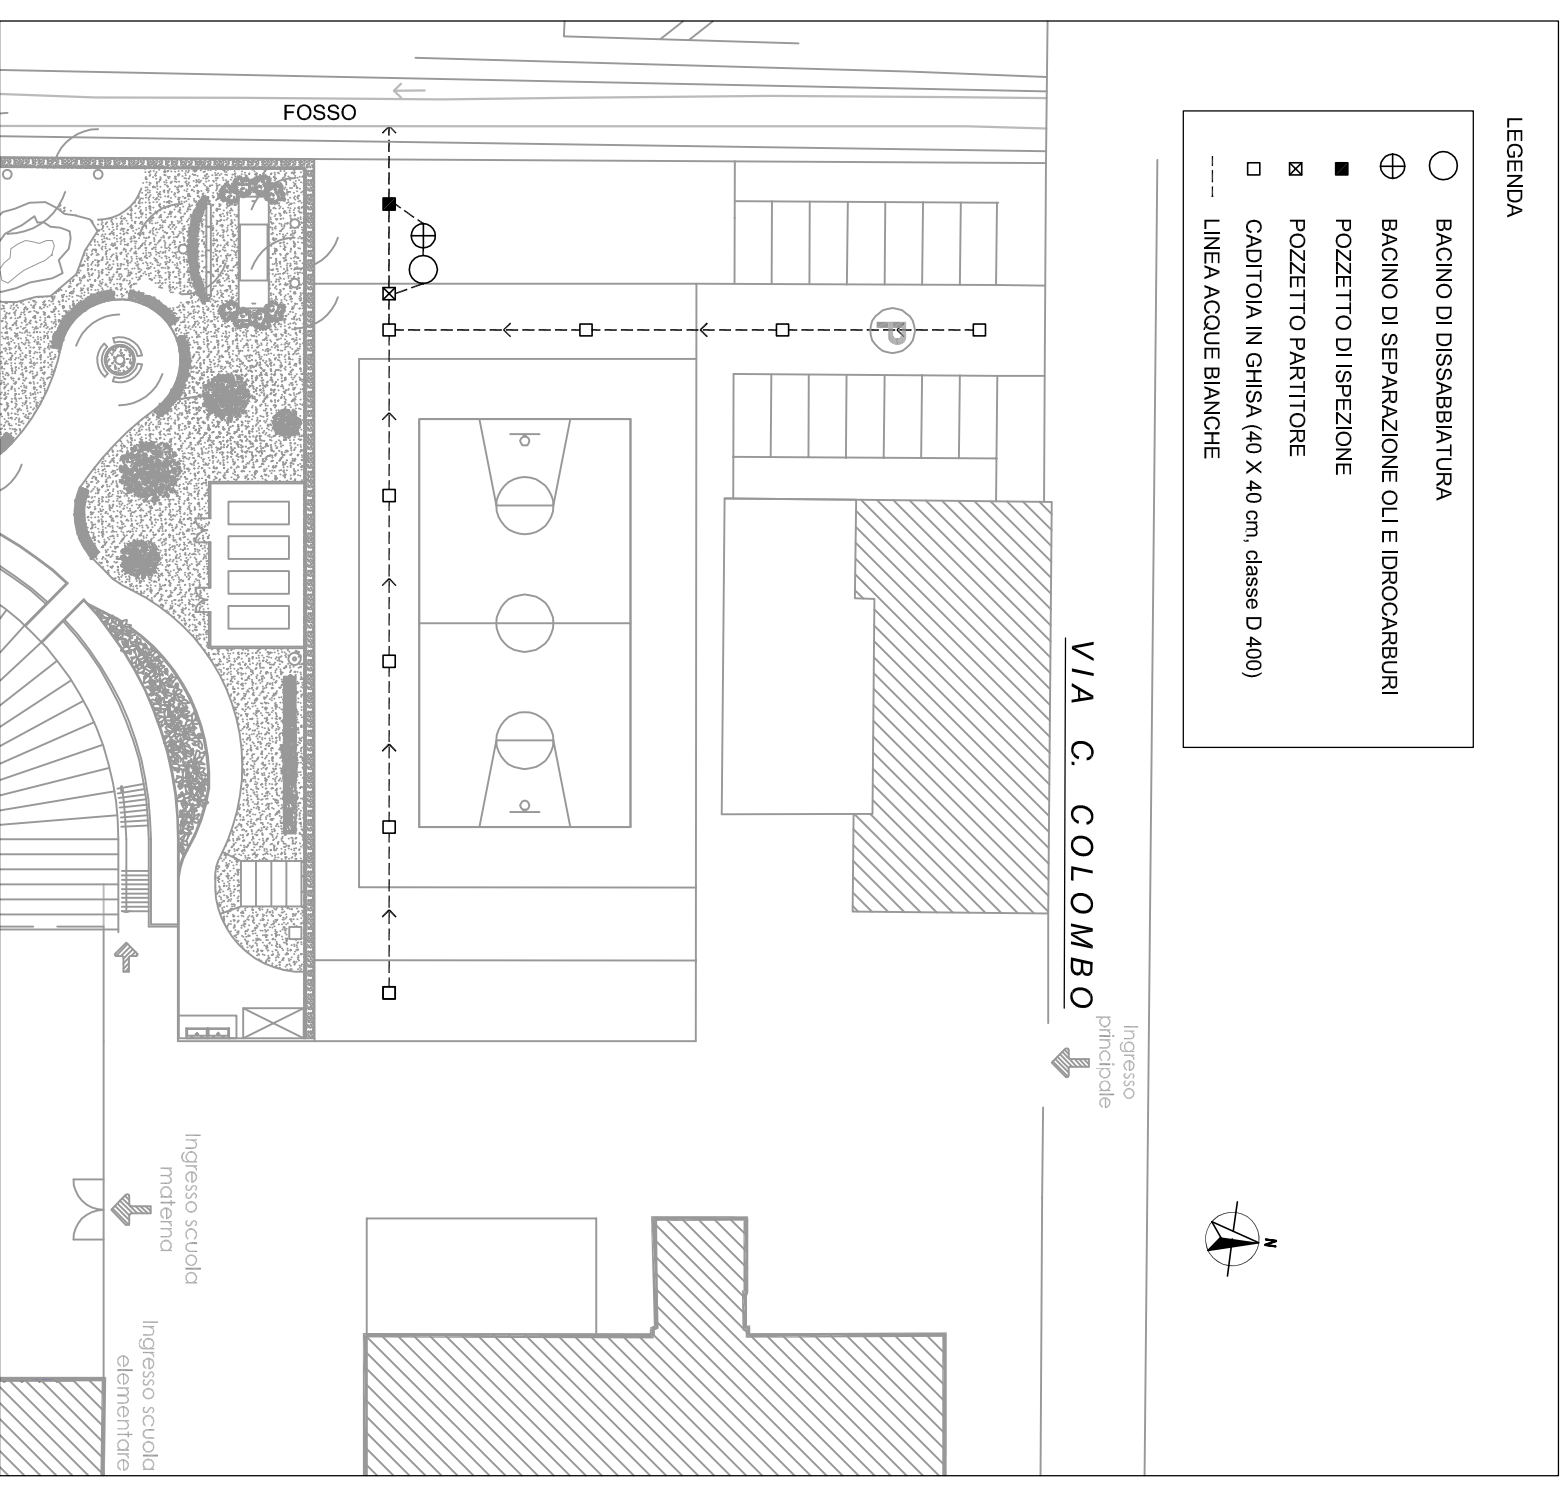 LEGENDA
BACINO DI DISSABBIATURA
BACINO DI SEPARAZIONE OLI E IDROCARBURI
POZZETTO DI ISPEZIONE
POZZETTO PARTITORE
CADITOIA IN GHISA (40 X 40 cm, classe D 400)
LINEA ACQUE BIANCHE
FOSSO
P
VIA C. COLOMBO
Ingresso
principale
N
Ingresso scuola
materna
Ingresso scuola
elementare